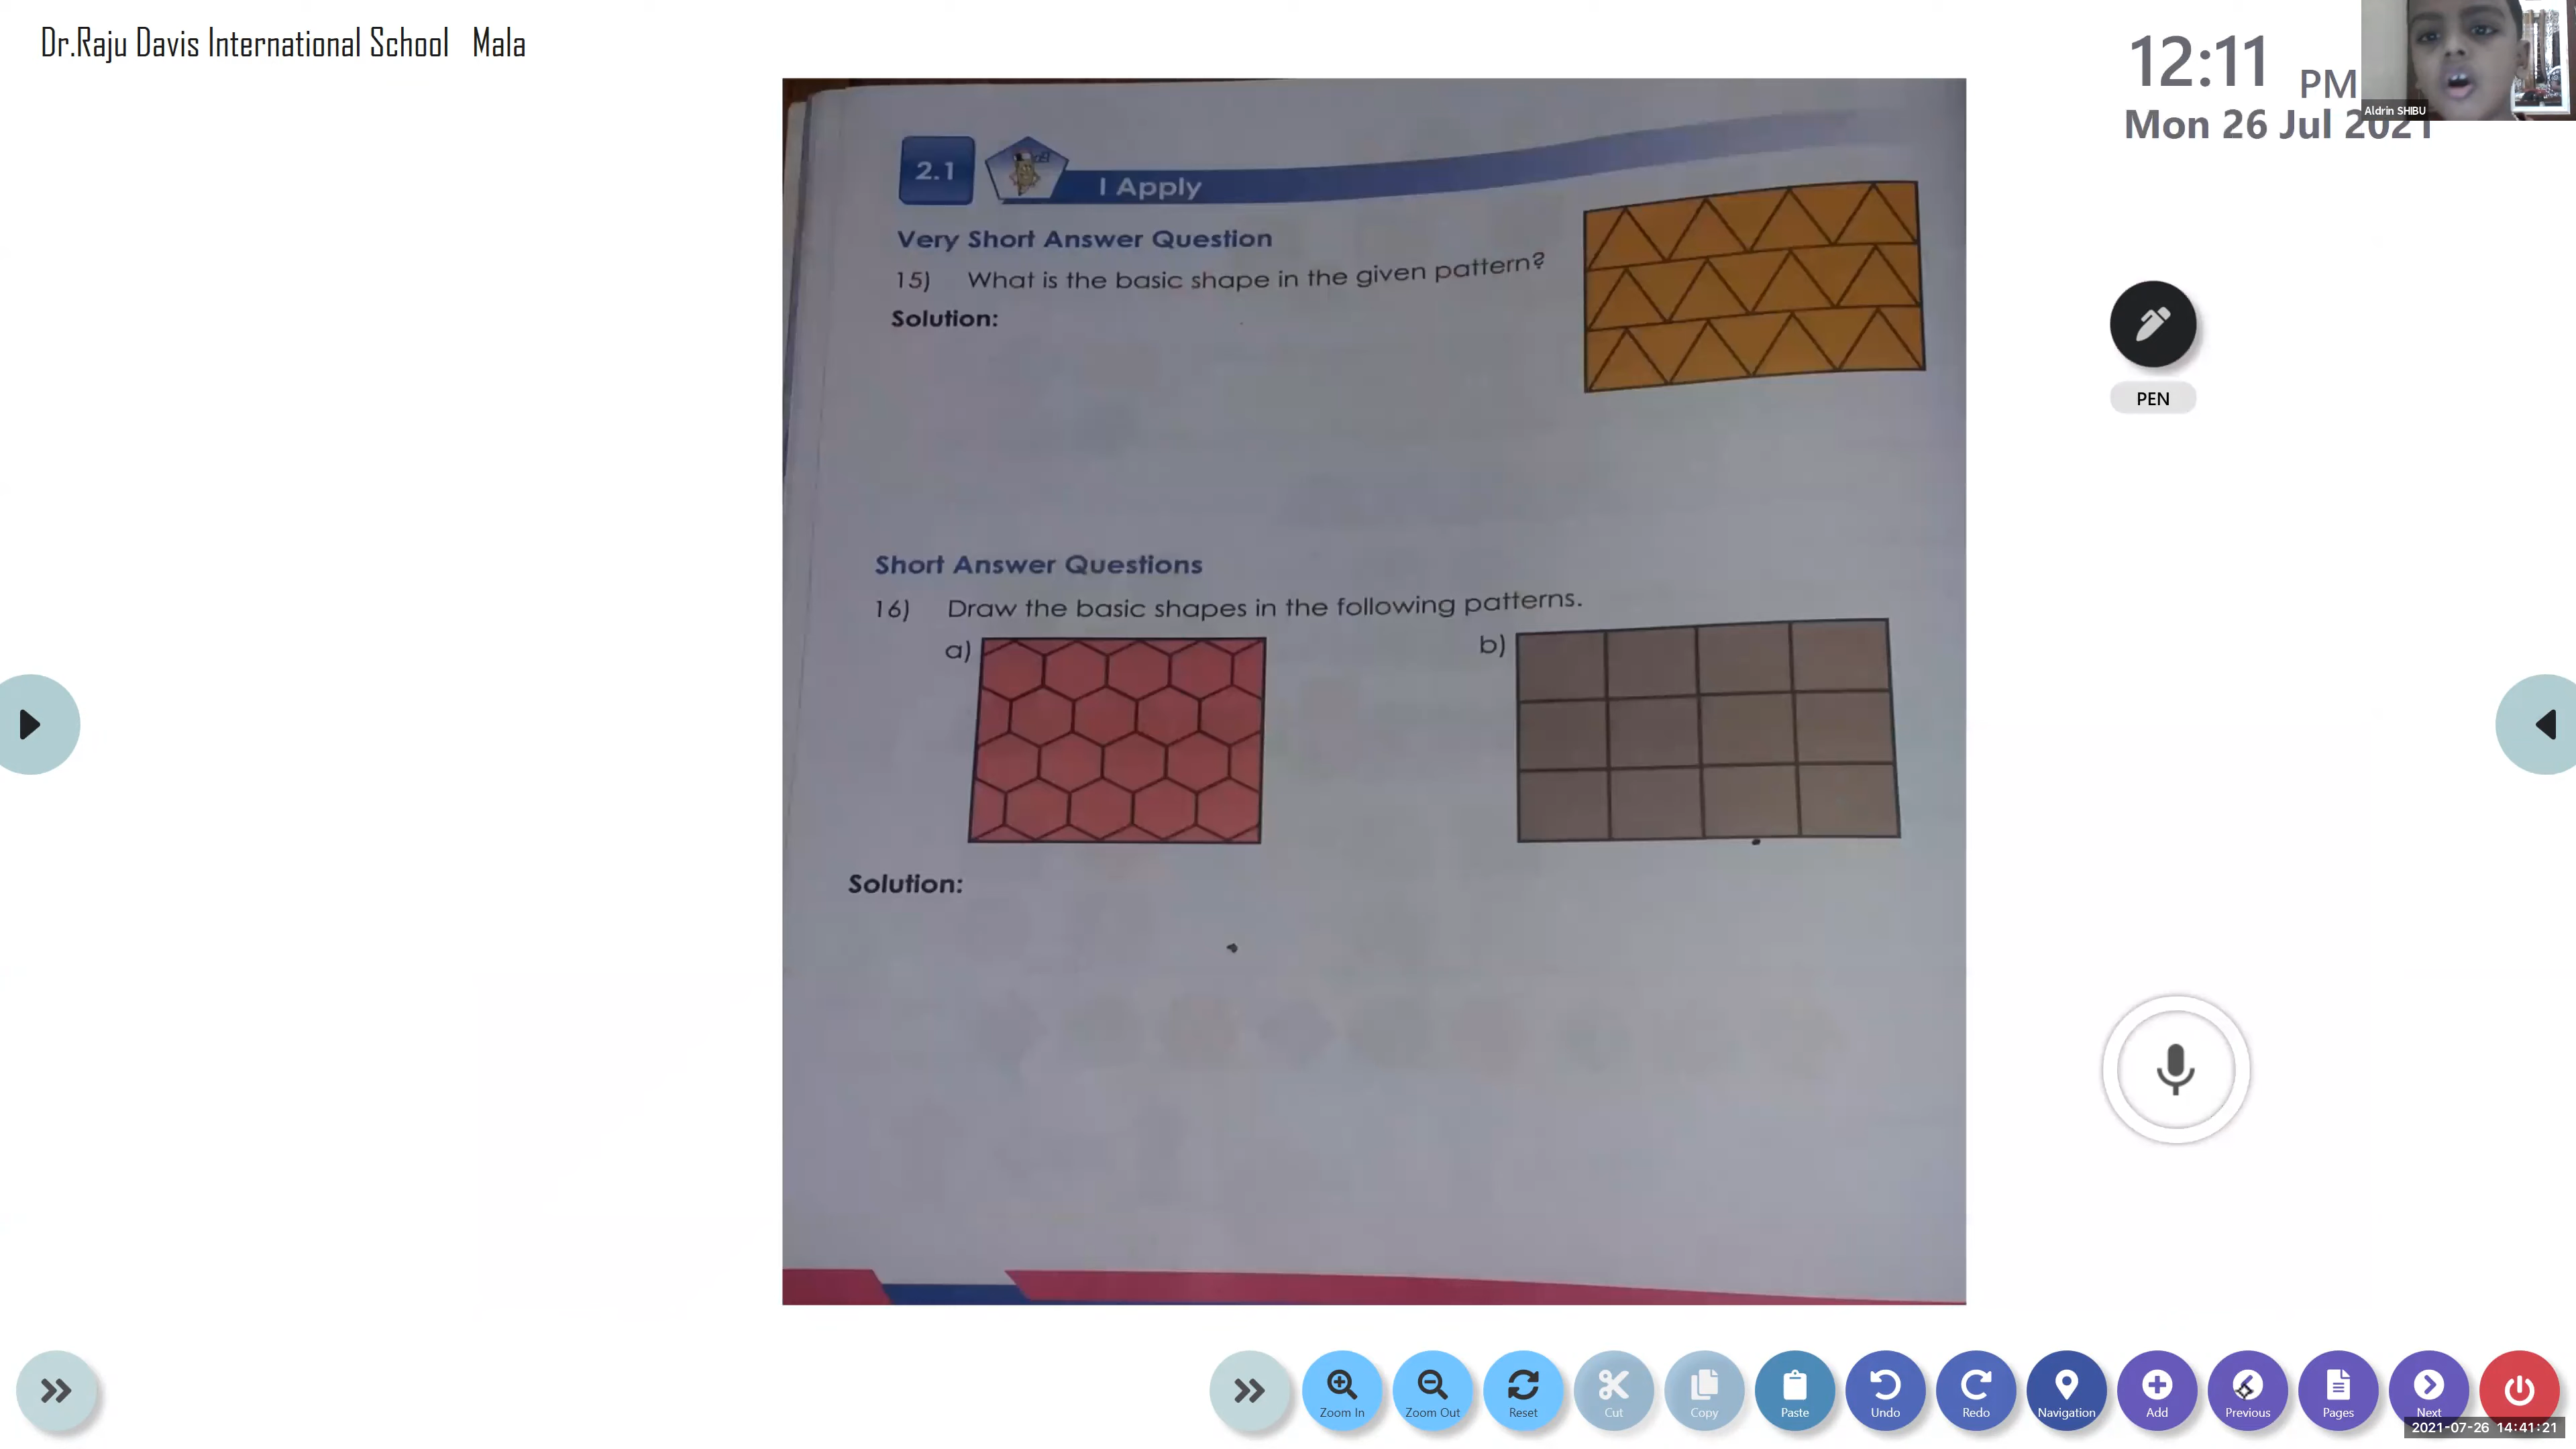 Dr.Raju Davis International School Mala
12:11 PM
Mon 26 Jul 2021
Aldrin SHIBU
2.1
I Apply
Very Short Answer Question
15) What is the basic shape in the given pattern?
Solution:
PEN
Short Answer Questions
16) Draw the basic shapes in the following patterns.
a)
b)
Solution:
Zoom In
Zoom Out
Reset
Cut
Copy
Paste
Undo
Redo
Navigation
Add
Previous
Pages
Next
2021-07-26 14:41:21